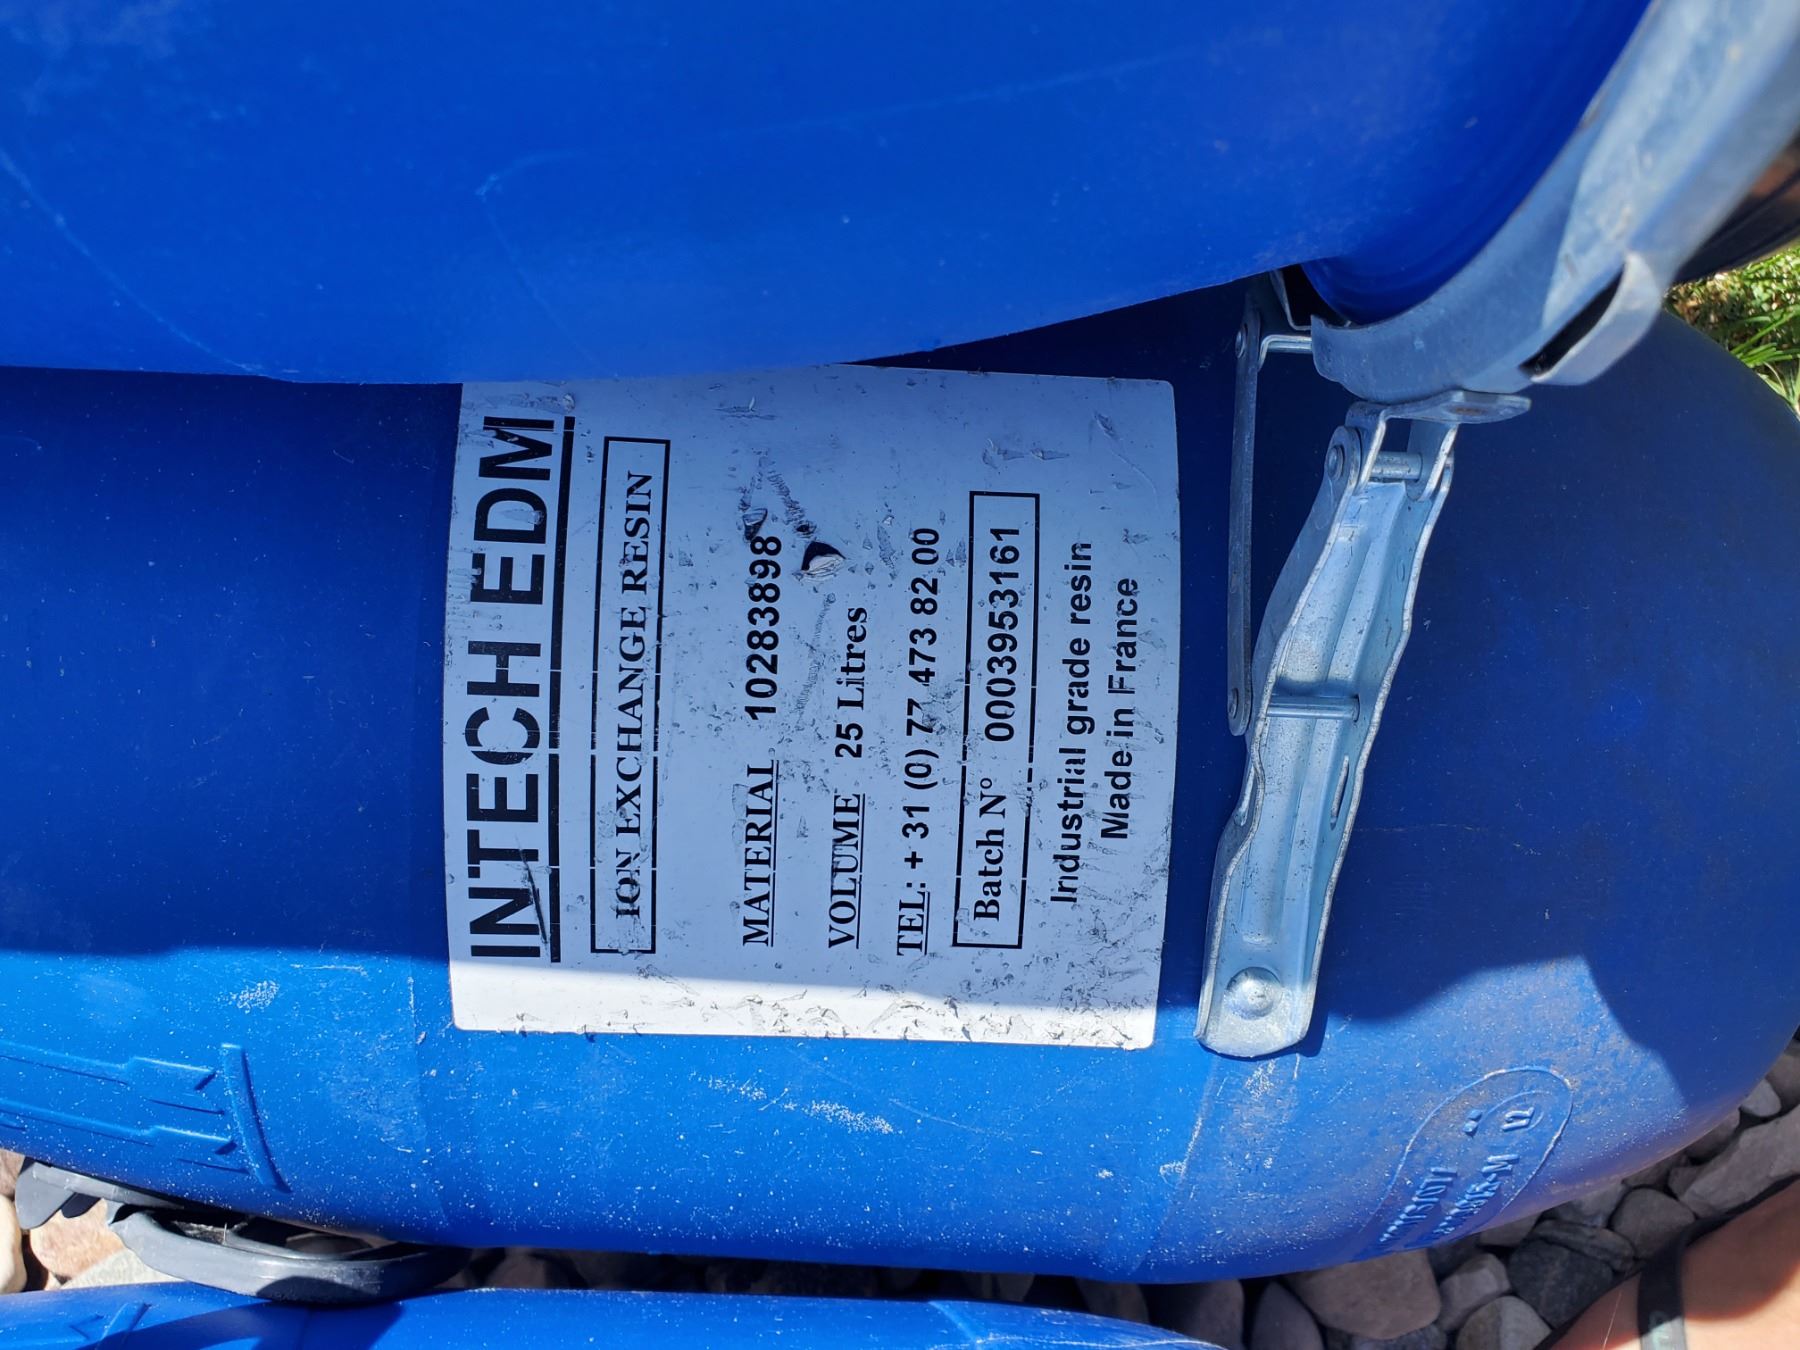 INTECH EDM
ION EXCHANGE RESIN
MATERIAL 10283898
VOLUME 25 Litres
TEL: + 31 (0) 77 473 82 00
Batch N° 0003953161
Industrial grade resin
Made in France